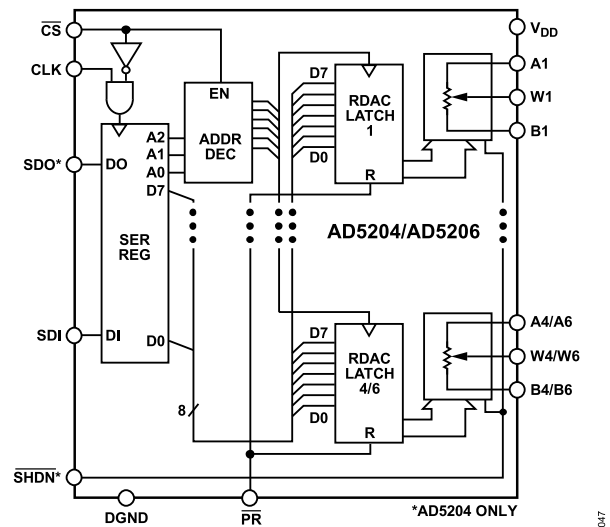 CS
CLK
SDO*
SDI
SHDN*
DGND
PR
EN
ADDR
DEC
A2
A1
A0
D7
DO
SER
REG
DI
D0
8
D7
RDAC
LATCH
1
D0
R
AD5204/AD5206
D7
RDAC
LATCH
4/6
D0
R
VDD
A1
W1
B1
A4/A6
W4/W6
B4/B6
*AD5204 ONLY
047